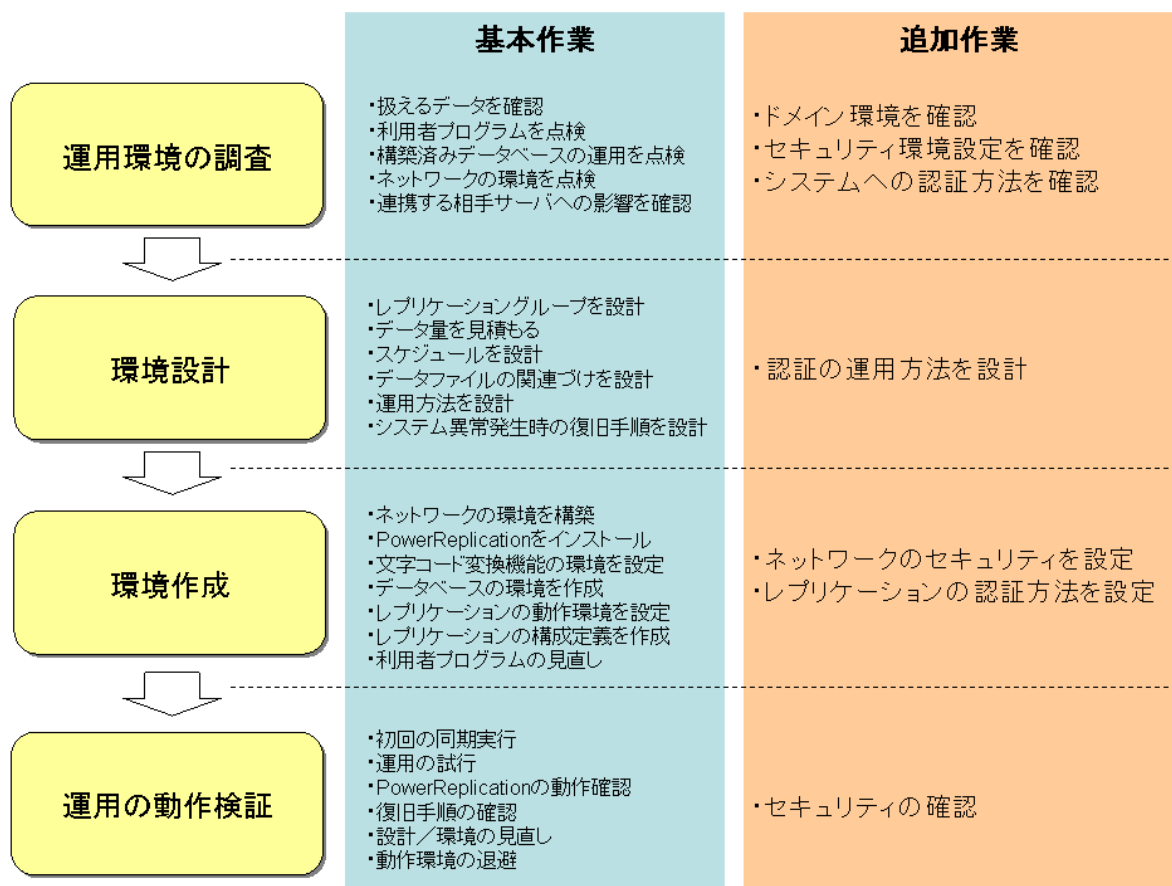 基本作業
追加作業
運用環境の調査
・扱えるデータを確認
・利用者プログラムを点検
・構築済みデータベースの運用を点検
・ネットワークの環境を点検
・連携する相手サーバへの影響を確認
・ドメイン環境を確認
・セキュリティ環境設定を確認
・システムへの認証方法を確認
環境設計
・レプリケーショングループを設計
・データ量を見積もる
・スケジュールを設計
・データファイルの関連づけを設計
・運用方法を設計
・システム異常発生時の復旧手順を設計
・認証の運用方法を設計
環境作成
・ネットワークの環境を構築
・PowerReplicationをインストール
・文字コード変換機能の環境を設定
・データベースの環境を作成
・レプリケーションの動作環境を設定
・レプリケーションの構成定義を作成
・利用者プログラムの見直し
・ネットワークのセキュリティを設定
・レプリケーションの認証方法を設定
運用の動作検証
・初回の同期実行
・運用の試行
・PowerReplicationの動作確認
・復旧手順の確認
・設計／環境の見直し
・動作環境の退避
・セキュリティの確認